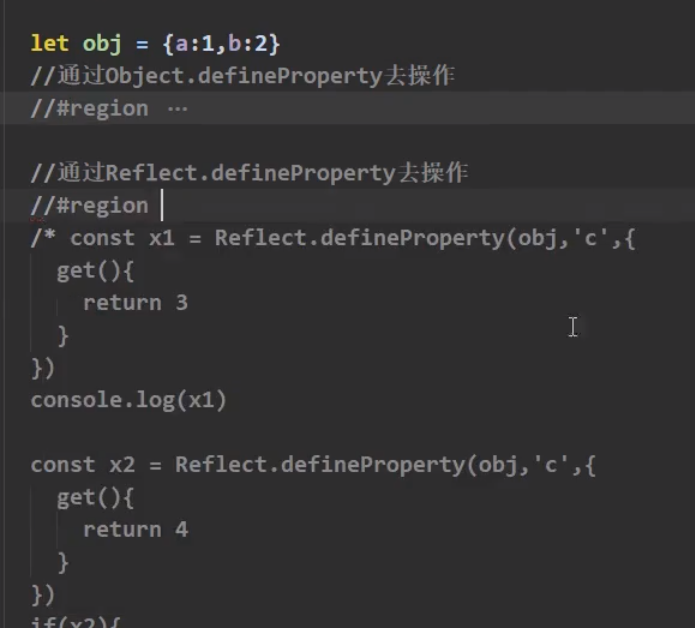 let obj = {a:1,b:2}
//通过Object.defineProperty去操作
//#region ···
//通过Reflect.defineProperty去操作
//#region
/* const x1 = Reflect.defineProperty(obj,'c',{
get(){
return 3
}
})
console.log(x1)
const x2 = Reflect.defineProperty(obj,'c',{
get(){
return 4
}
})
if(x2){